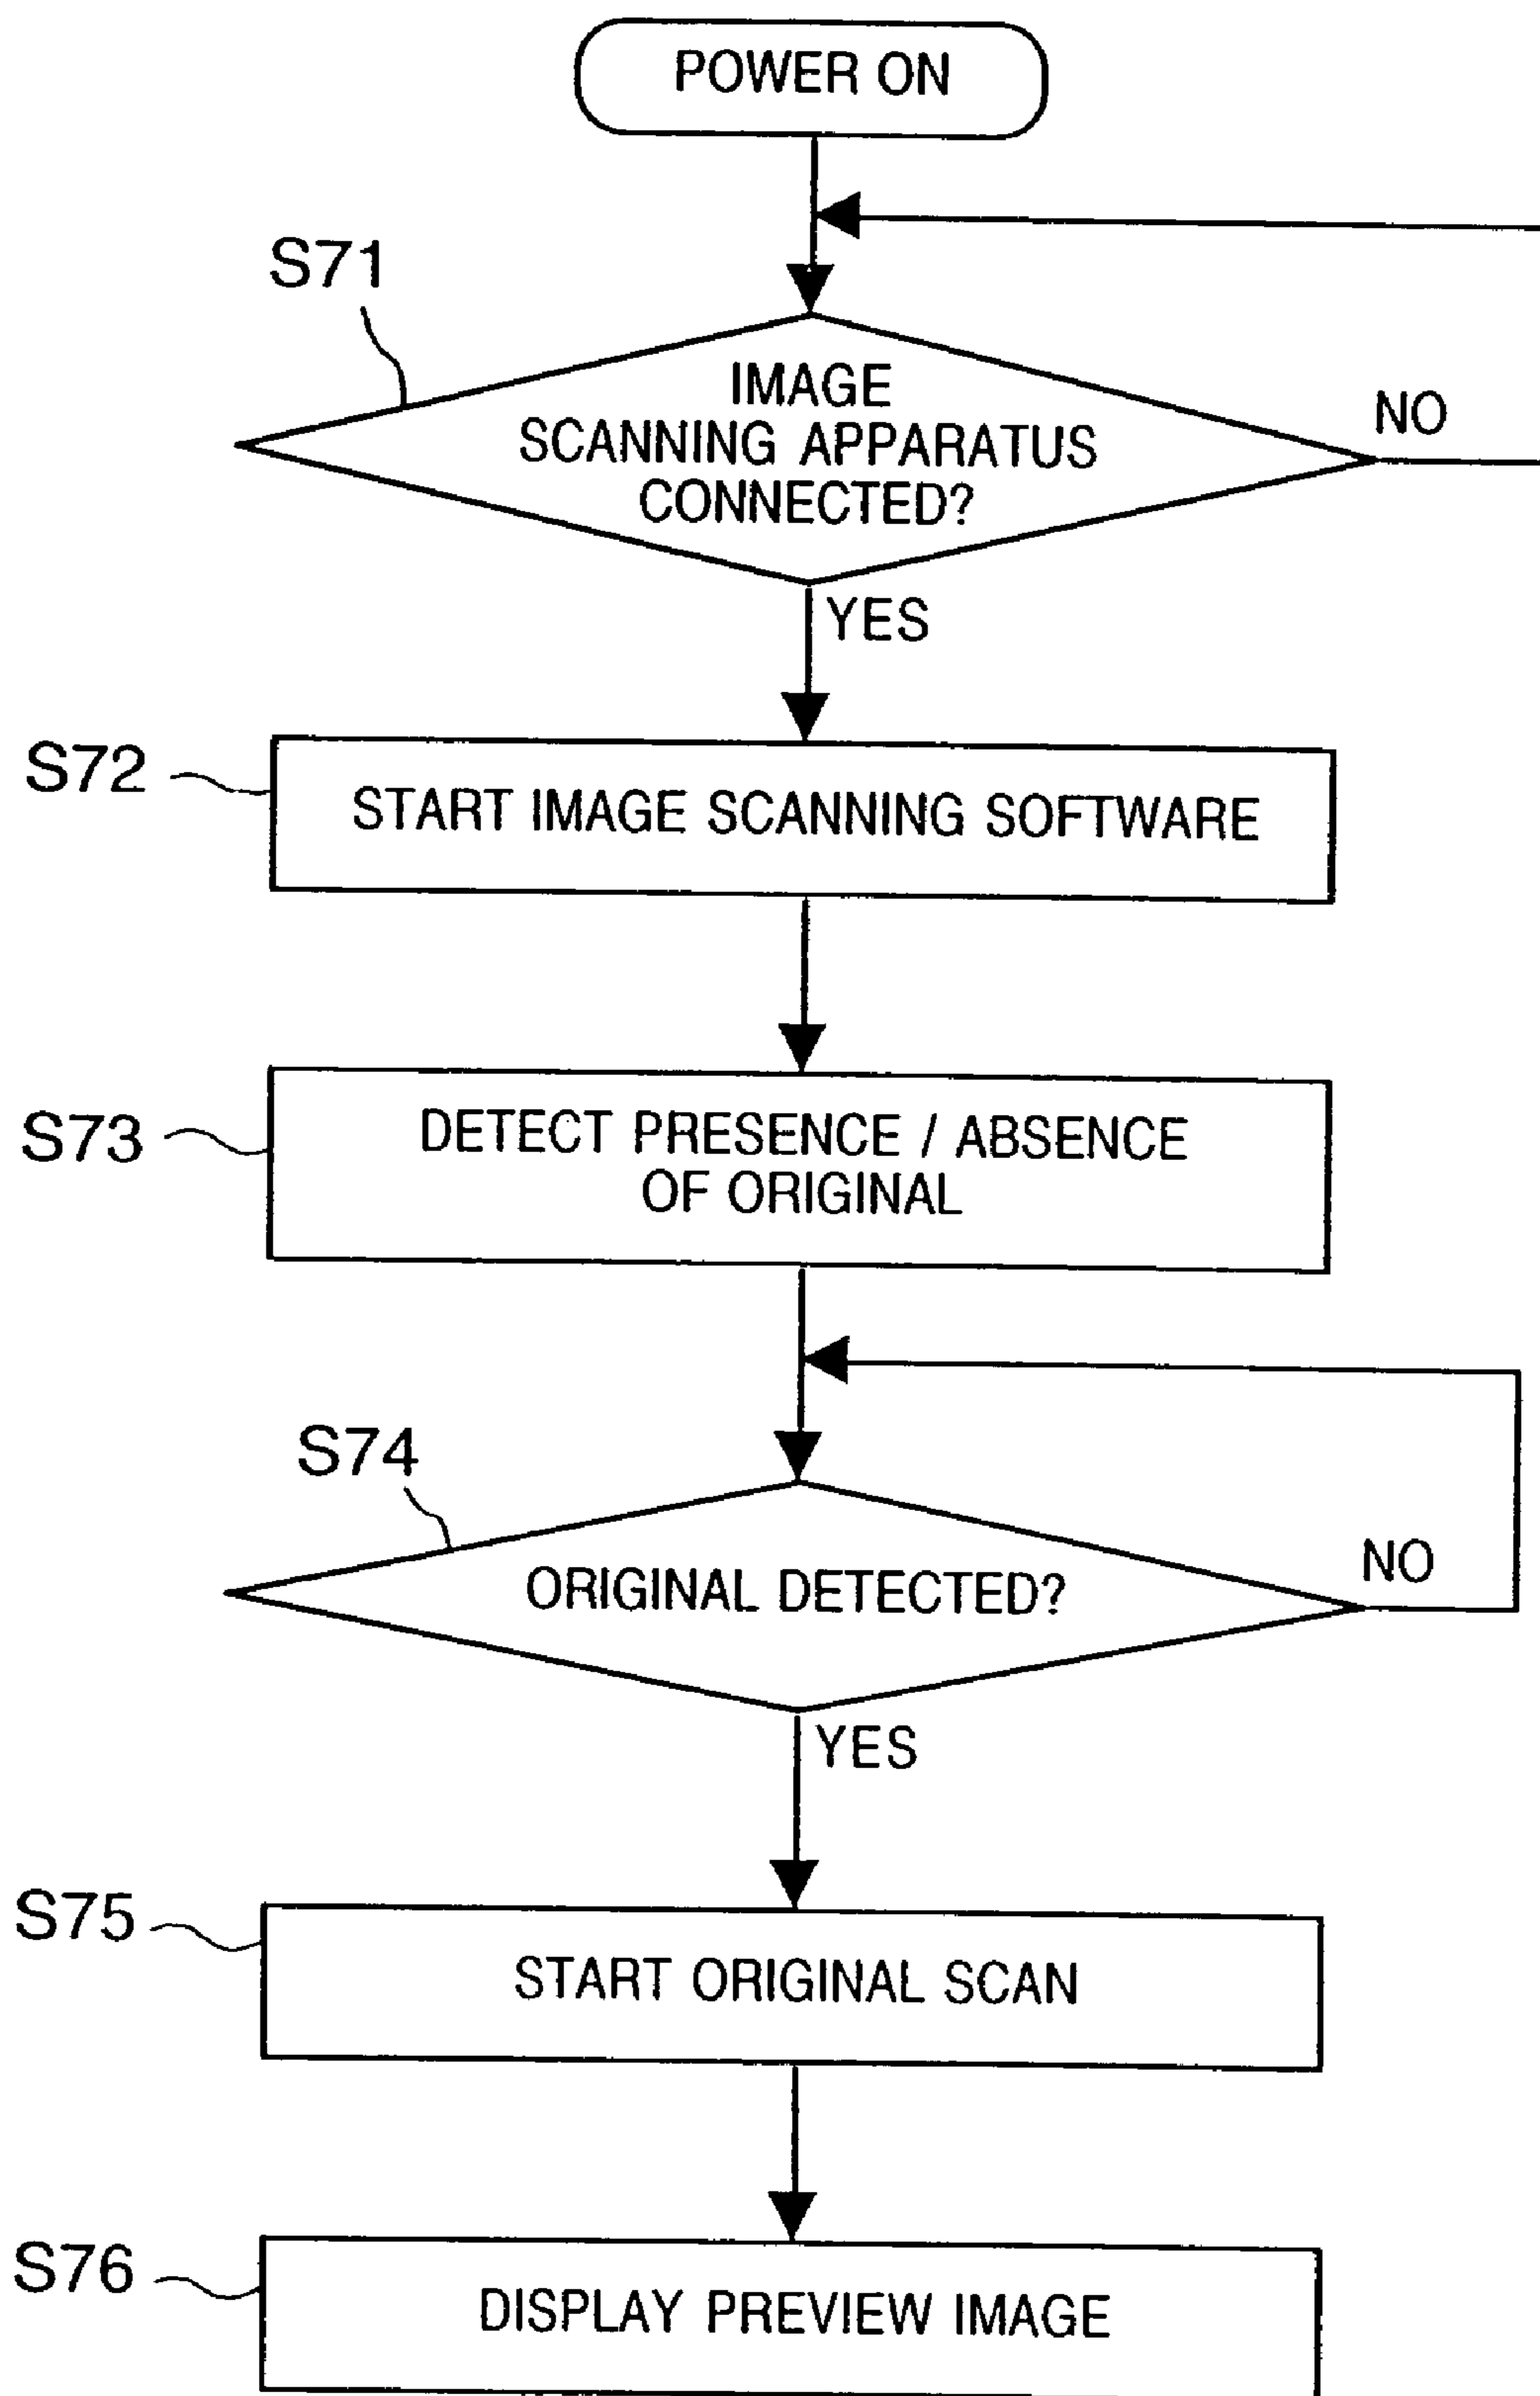 POWER ON
S71
IMAGE
SCANNING APPARATUS
CONNECTED?
NO
YES
S72
START IMAGE SCANNING SOFTWARE
S73
DETECT PRESENCE / ABSENCE
OF ORIGINAL
S74
ORIGINAL DETECTED?
NO
YES
S75
START ORIGINAL SCAN
S76
DISPLAY PREVIEW IMAGE